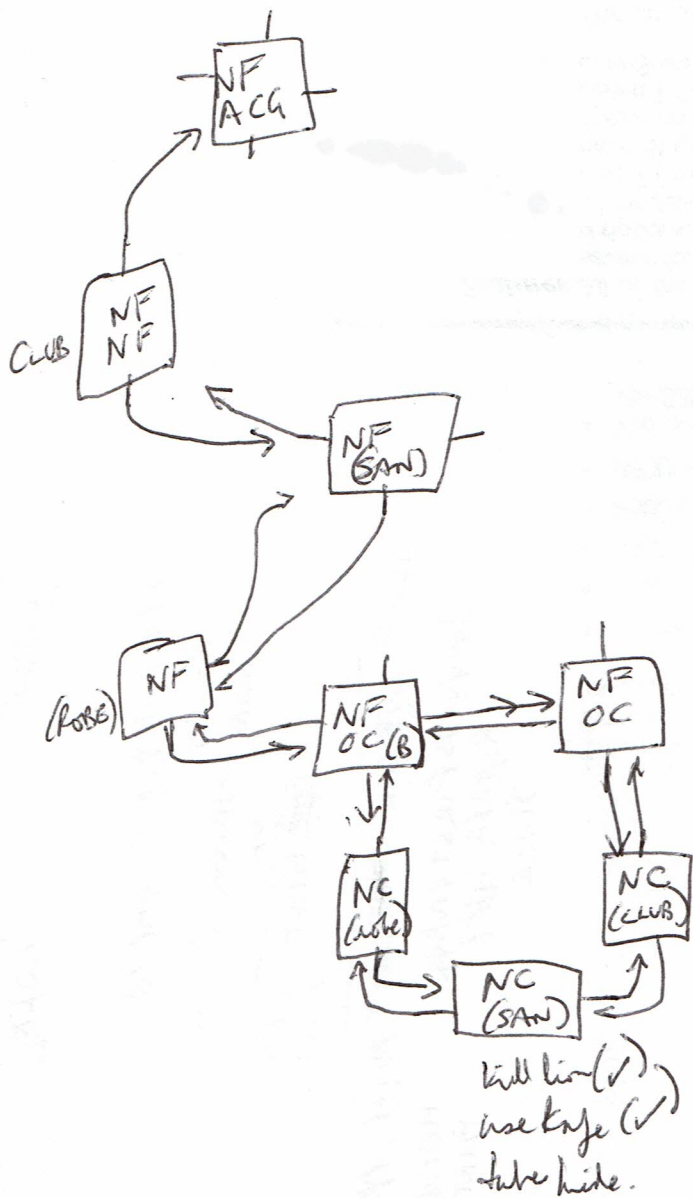 NF
ACG
CLUB
NF
NF
NF
(SAN)
(ROBE)
NF
NF
OC(B)
NF
OC
NC
(robe)
NC
(CLUB)
NC
(SAN)
kill lion (✓)
use knife (✓)
take hide.